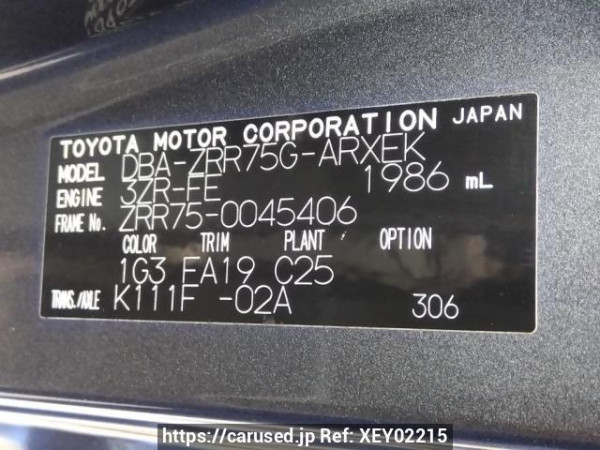 TOYOTA MOTOR CORPORATION JAPAN
MODEL DBA-ZRR75G-ARXEK
ENGINE 3ZR-FE 1986 mL
FRAME No. ZRR75-0045406
COLOR TRIM PLANT OPTION
1G3 FA19 C25
TRANS./AXLE K111F -02A 306
https://carused.jp Ref: XEY02215